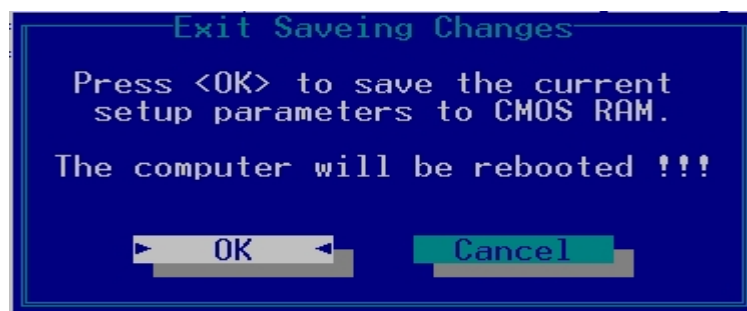 Exit Saveing Changes
Press <OK> to save the current
setup parameters to CMOS RAM.
The computer will be rebooted !!!
OK Cancel